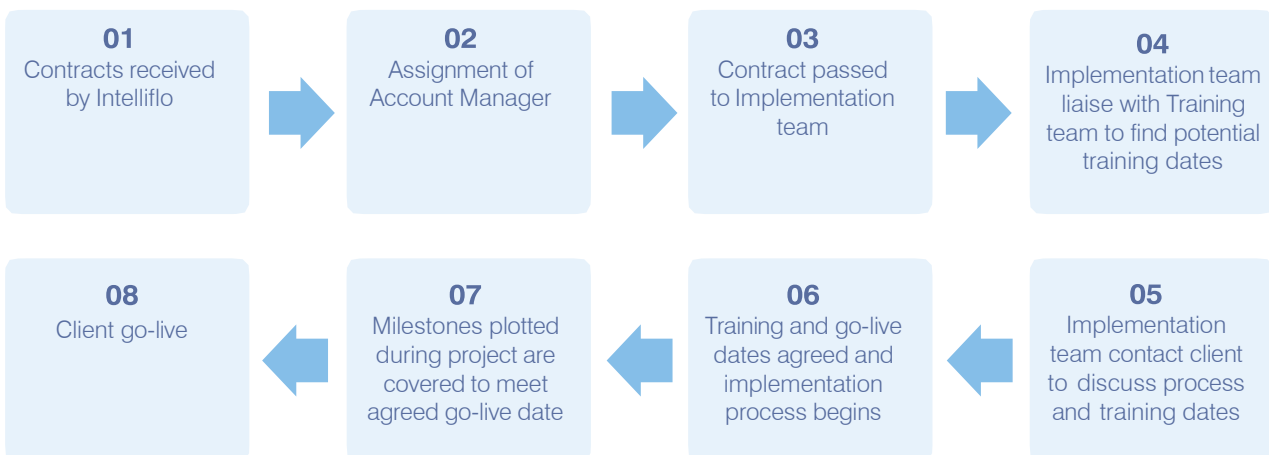 01
Contracts received
by Intelliflo
02
Assignment of
Account Manager
03
Contract passed
to Implementation
team
04
Implementation team
liaise with Training
team to find potential
training dates
08
Client go-live
07
Milestones plotted
during project are
covered to meet
agreed go-live date
06
Training and go-live
dates agreed and
implementation
process begins
05
Implementation
team contact client
to discuss process
and training dates